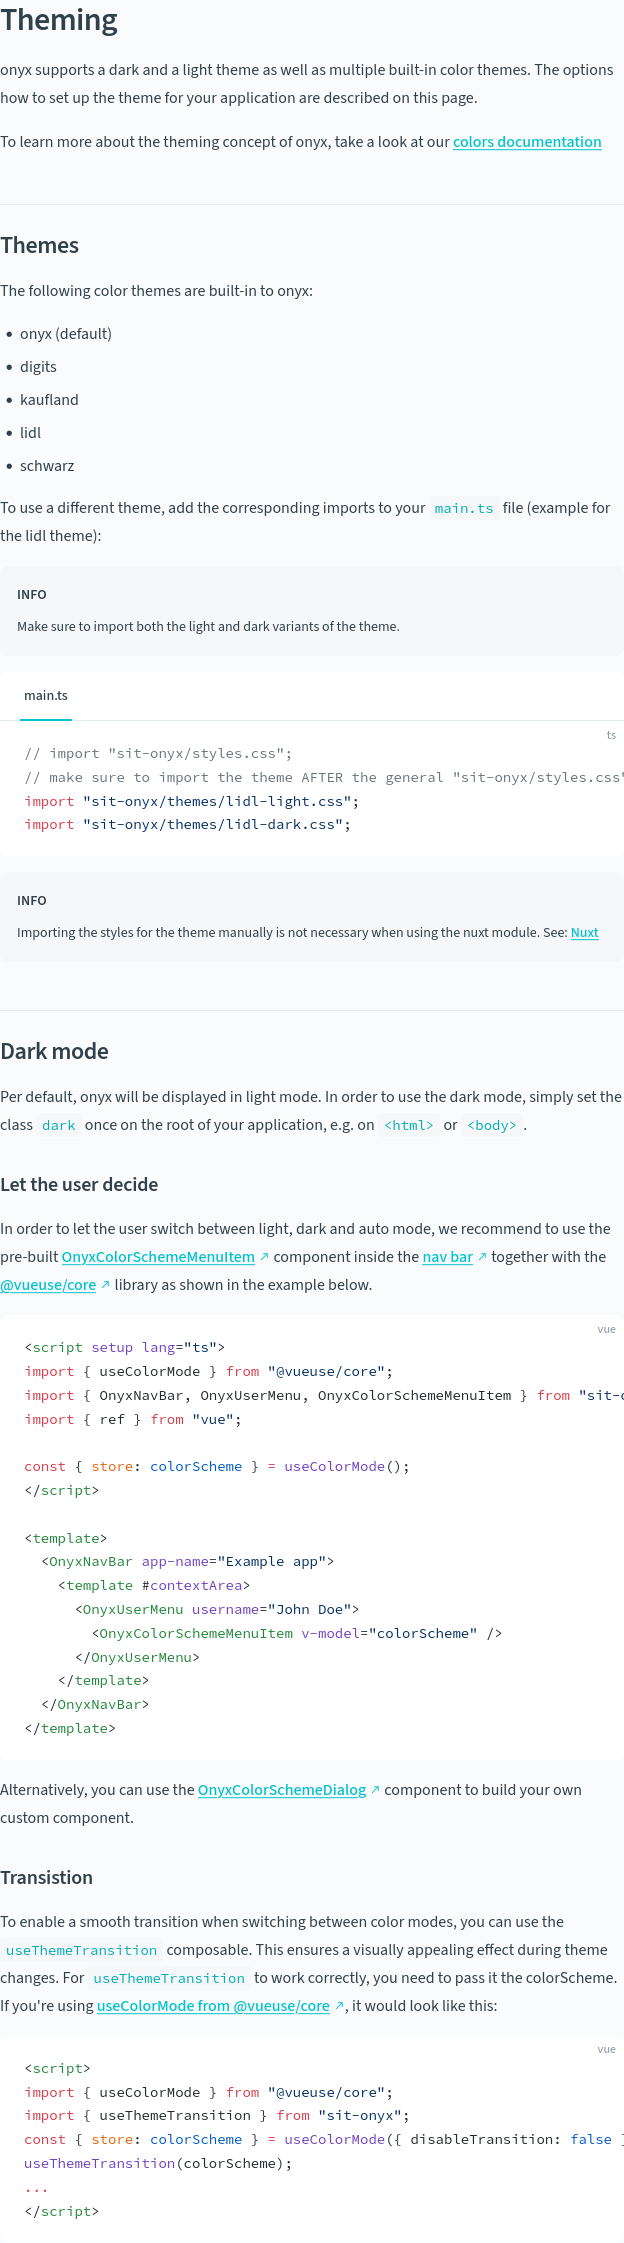 Theming
onyx supports a dark and a light theme as well as multiple built-in color themes. The options
how to set up the theme for your application are described on this page.
To learn more about the theming concept of onyx, take a look at our colors documentation
Themes
The following color themes are built-in to onyx:
• onyx (default)
• digits
• kaufland
• lidl
• schwarz
To use a different theme, add the corresponding imports to your main.ts file (example for
the lidl theme):
INFO
Make sure to import both the light and dark variants of the theme.
main.ts
ts
// import "sit-onyx/styles.css";
// make sure to import the theme AFTER the general "sit-onyx/styles.css"
import "sit-onyx/themes/lidl-light.css";
import "sit-onyx/themes/lidl-dark.css";
INFO
Importing the styles for the theme manually is not necessary when using the nuxt module. See: Nuxt
Dark mode
Per default, onyx will be displayed in light mode. In order to use the dark mode, simply set the
class dark once on the root of your application, e.g. on <html> or <body>.
Let the user decide
In order to let the user switch between light, dark and auto mode, we recommend to use the
pre-built OnyxColorSchemeMenuItem ↗ component inside the nav bar ↗ together with the
@vueuse/core ↗ library as shown in the example below.
vue
<script setup lang="ts">
import { useColorMode } from "@vueuse/core";
import { OnyxNavBar, OnyxUserMenu, OnyxColorSchemeMenuItem } from "sit-
import { ref } from "vue";
const { store: colorScheme } = useColorMode();
</script>
<template>
  <OnyxNavBar app-name="Example app">
    <template #contextArea>
      <OnyxUserMenu username="John Doe">
        <OnyxColorSchemeMenuItem v-model="colorScheme" />
      </OnyxUserMenu>
    </template>
  </OnyxNavBar>
</template>
Alternatively, you can use the OnyxColorSchemeDialog ↗ component to build your own
custom component.
Transistion
To enable a smooth transition when switching between color modes, you can use the
useThemeTransition composable. This ensures a visually appealing effect during theme
changes. For useThemeTransition to work correctly, you need to pass it the colorScheme.
If you're using useColorMode from @vueuse/core ↗, it would look like this:
vue
<script>
import { useColorMode } from "@vueuse/core";
import { useThemeTransition } from "sit-onyx";
const { store: colorScheme } = useColorMode({ disableTransition: false }
useThemeTransition(colorScheme);
...
</script>